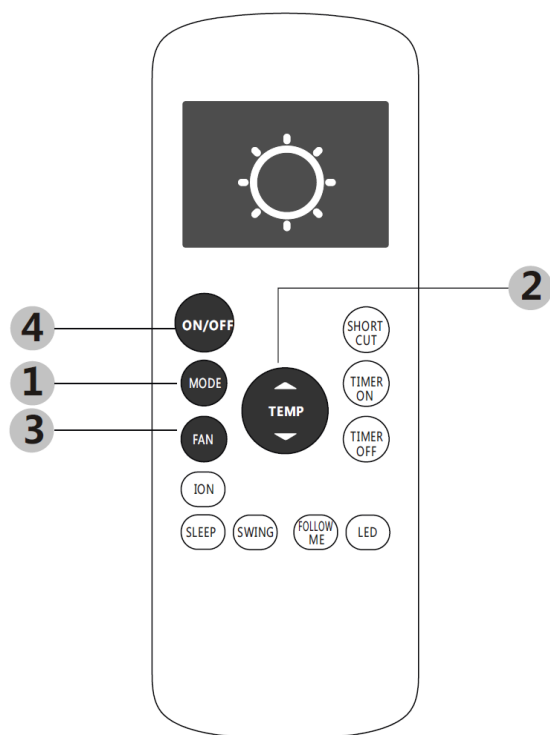 2
4
ON/OFF
SHORT
CUT
1
MODE
TEMP
TIMER
ON
3
FAN
TIMER
OFF
ION
SLEEP
SWING
FOLLOW
ME
LED